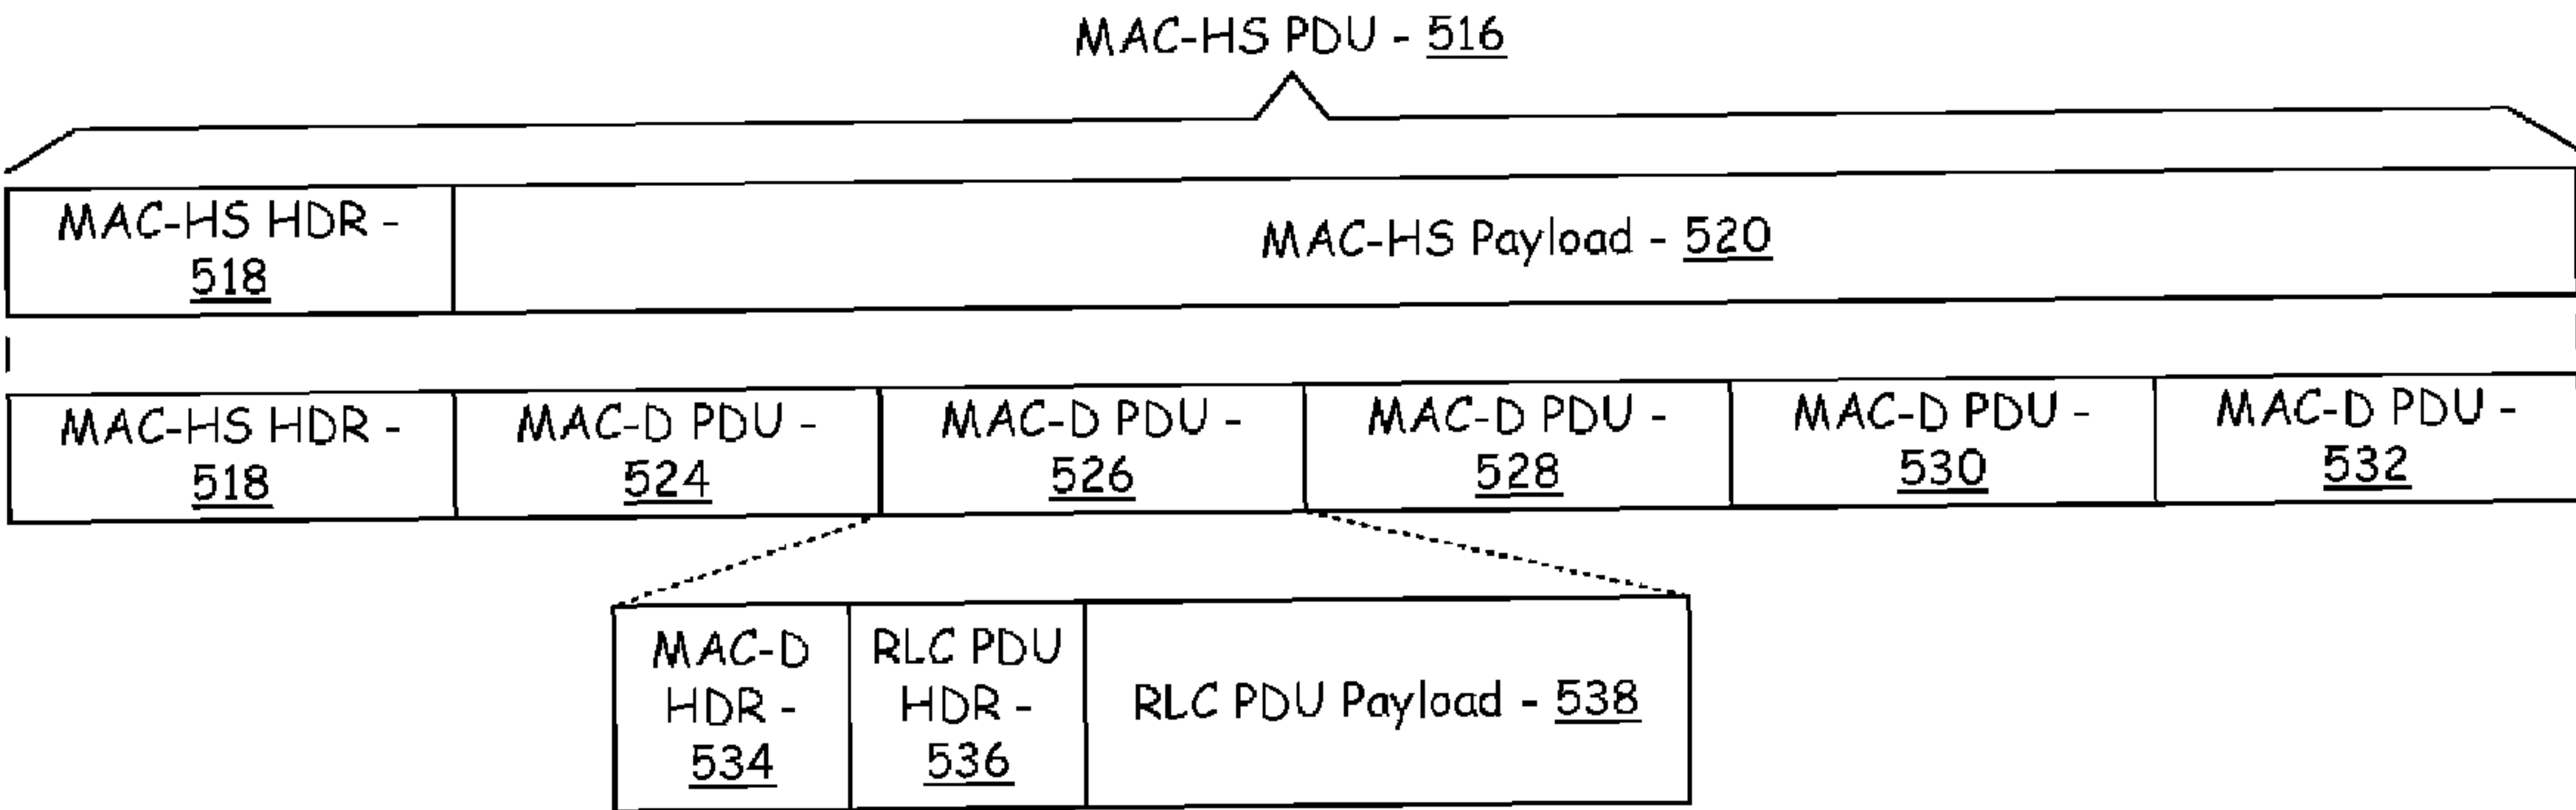 MAC-HS PDU - 516
MAC-HS HDR -
518
MAC-HS Payload - 520
MAC-HS HDR -
518
MAC-D PDU -
524
MAC-D PDU -
526
MAC-D PDU -
528
MAC-D PDU -
530
MAC-D PDU -
532
MAC-D
HDR -
534
RLC PDU
HDR -
536
RLC PDU Payload - 538